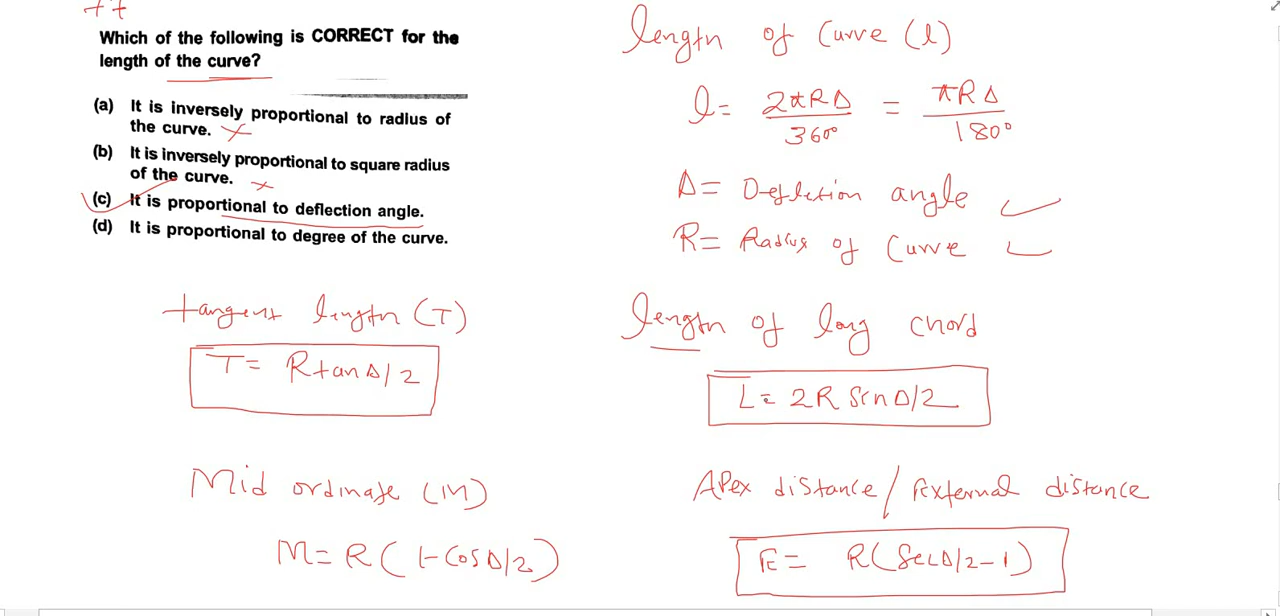 Which of the following is CORRECT for the
length of the curve?
(a) It is inversely proportional to radius of
the curve.
(b) It is inversely proportional to square radius
of the curve.
(c) It is proportional to deflection angle.
(d) It is proportional to degree of the curve.
length of Curve (l)
l = 2πRΔ / 360° = πRΔ / 180°
Δ = Defletion angle
R = Radius of Curve
tangent length (T)
T = R tan Δ/2
length of long chord
L = 2R Sin Δ/2
Mid ordinate (M)
M = R (1-Cos Δ/2)
Apex distance / External distance
E = R (Sec Δ/2 - 1)